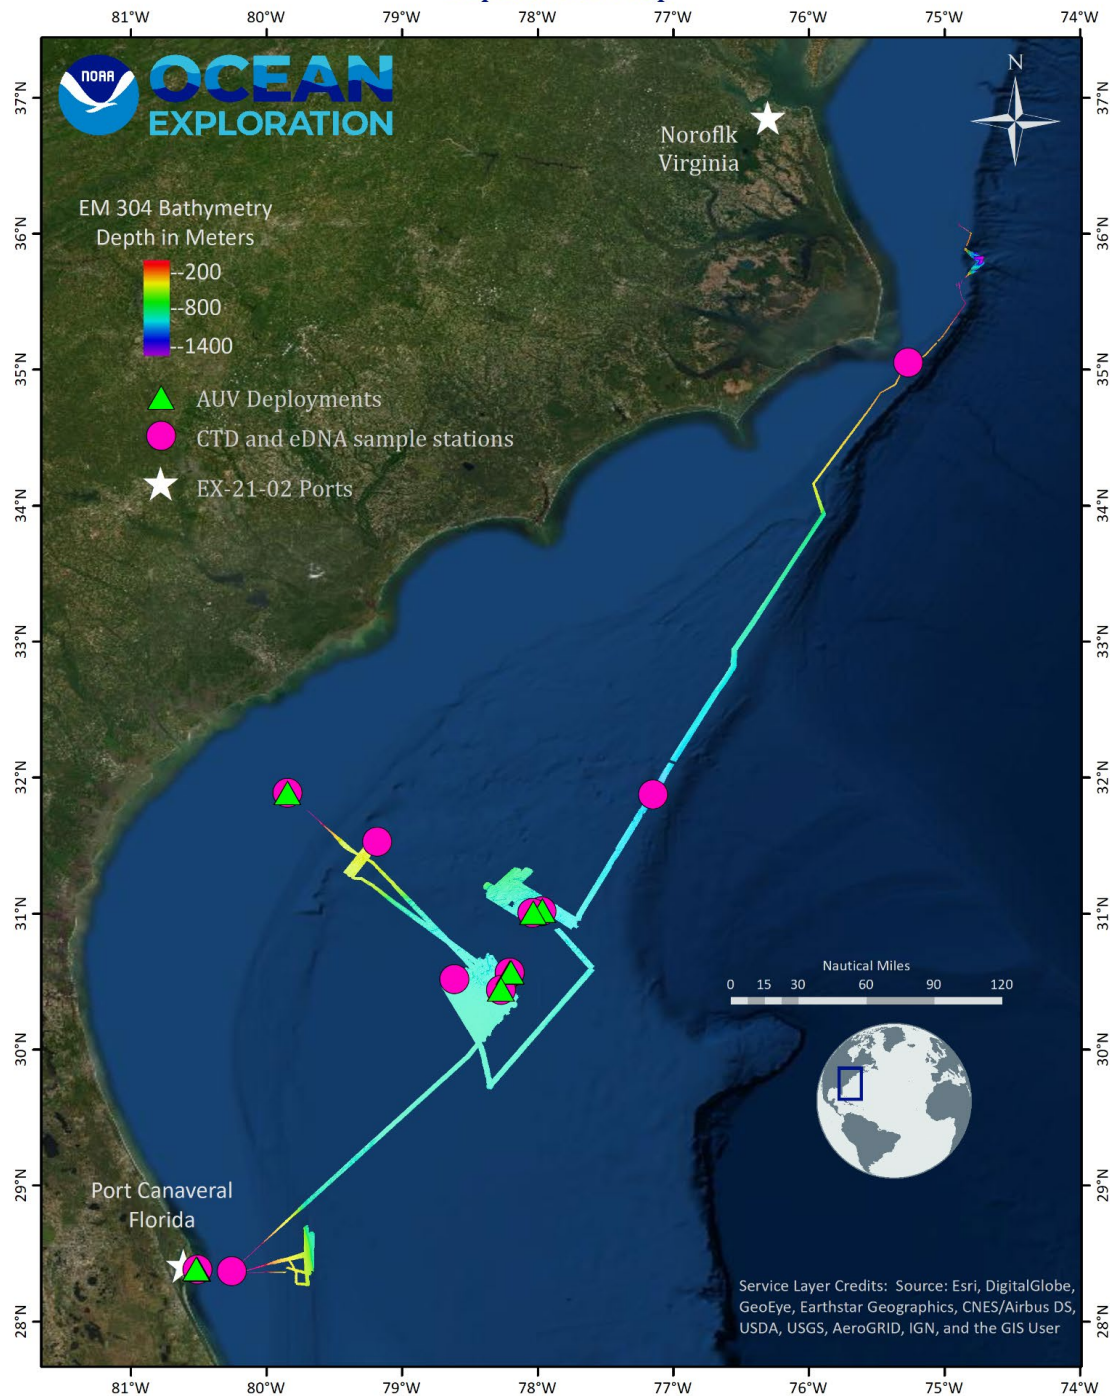 81°W 80°W 79°W 78°W 77°W 76°W 75°W 74°W
NOAA
OCEAN
EXPLORATION
N
37°N 37°N
Noroflk
Virginia
EM 304 Bathymetry
Depth in Meters
--200
--800
--1400
36°N 36°N
35°N 35°N
AUV Deployments
CTD and eDNA sample stations
EX-21-02 Ports
34°N 34°N
33°N 33°N
32°N 32°N
31°N 31°N
Nautical Miles
0 15 30 60 90 120
30°N 30°N
29°N 29°N
Port Canaveral
Florida
28°N 28°N
Service Layer Credits: Source: Esri, DigitalGlobe,
GeoEye, Earthstar Geographics, CNES/Airbus DS,
USDA, USGS, AeroGRID, IGN, and the GIS User
81°W 80°W 79°W 78°W 77°W 76°W 75°W 74°W